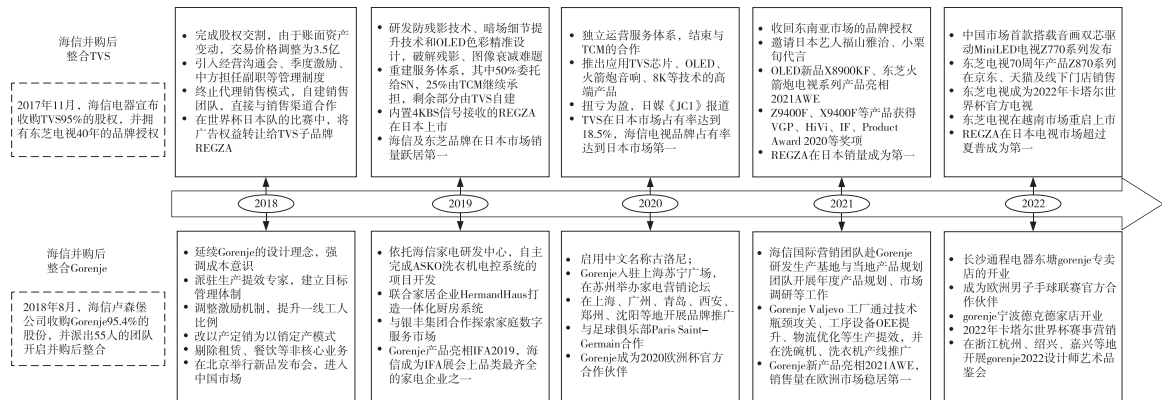 海信并购后
整合TVS
2017年11月，海信电器宣布
收购TVS95%的股权，并拥
有东芝电视40年的品牌授权
• 完成股权交割，由于账面资产
变动，交易价格调整为3.5亿
• 引入经营沟通会、季度激励、
中方担任副职等管理制度
• 终止代理销售模式，自建销售
团队，直接与销售渠道合作
• 在世界杯日本队的比赛中，将
广告权益转让给TVS子品牌
REGZA
• 研发防残影技术、暗场细节提
升技术和OLED色彩精准设
计，破解残影、图像衰减难题
• 重建服务体系，其中50%委托
给SN，25%由TCM继续承
担，剩余部分由TVS自建
• 内置4KBS信号接收的REGZA
在日本上市
• 海信及东芝品牌在日本市场销
量跃居第一
• 独立运营服务体系，结束与
TCM的合作
• 推出应用TVS芯片、OLED、
火箭炮音响、8K等技术的高
端产品
• 扭亏为盈，日媒《JC1》报道
• TVS在日本市场占有率达到
18.5%，海信电视品牌占有率
达到日本市场第一
• 收回东南亚市场的品牌授权
• 邀请日本艺人福山雅治、小栗
旬代言
• OLED新品X8900KF、东芝火
箭炮电视系列产品亮相
2021AWE
• Z9400F、X9400F等产品获得
VGP、HiVi、IF、Product
Award 2020等奖项
• REGZA在日本销量成为第一
• 中国市场首款搭载音画双芯驱
动MiniLED电视Z770系列发布
• 东芝电视70周年产品Z870系列
在京东、天猫及线下门店销售
• 东芝电视成为2022年卡塔尔世
界杯官方电视
• 东芝电视在越南市场重启上市
• REGZA在日本电视市场超过
夏普成为第一
2018
2019
2020
2021
2022
海信并购后
整合Gorenje
2018年8月，海信卢森堡
公司收购Gorenje95.4%的
股份，并派出55人的团队
开启并购后整合
• 延续Gorenje的设计理念，强
调成本意识
• 派驻生产提效专家，建立目标
管理体制
• 调整激励机制，提升一线工人
比例
• 改以产定销为以销定产模式
• 剔除租赁、餐饮等非核心业务
• 在北京举行新品发布会，进入
中国市场
• 依托海信家电研发中心，自主
完成ASKO洗衣机电控系统的
项目开发
• 联合家居企业HermandHaus打
造一体化厨房系统
• 与银丰集团合作探索家庭数字
服务市场
• Gorenje产品亮相IFA2019，海
信成为IFA展会上品类最齐全
的家电企业之一
• 启用中文名称古洛尼；
• Gorenje入驻上海苏宁广场，
在苏州举办家电营销论坛
• 在上海、广州、青岛、西安、
郑州、沈阳等地开展品牌推广
• 与足球俱乐部Paris Saint-
Germain合作
• Gorenje成为2020欧洲杯官方
合作伙伴
• 海信国际营销团队赴Gorenje
研发生产基地与当地产品规划
团队开展年度产品规划、市场
调研等工作
• Gorenje Valjevo 工厂通过技术
瓶颈攻关、工序设备OEE提
升、物流优化等生产提效，并
在洗碗机、洗衣机产线推广
• Gorenje新产品亮相2021AWE，
销售量在欧洲市场稳居第一
• 长沙通程电器东塘gorenje专卖
店的开业
• 成为欧洲男子手球联赛官方合
作伙伴
• gorenje宁波德克德家店开业
• 2022年卡塔尔世界杯赛事营销
• 在浙江杭州、绍兴、嘉兴等地
开展gorenje2022设计师艺术品
鉴会